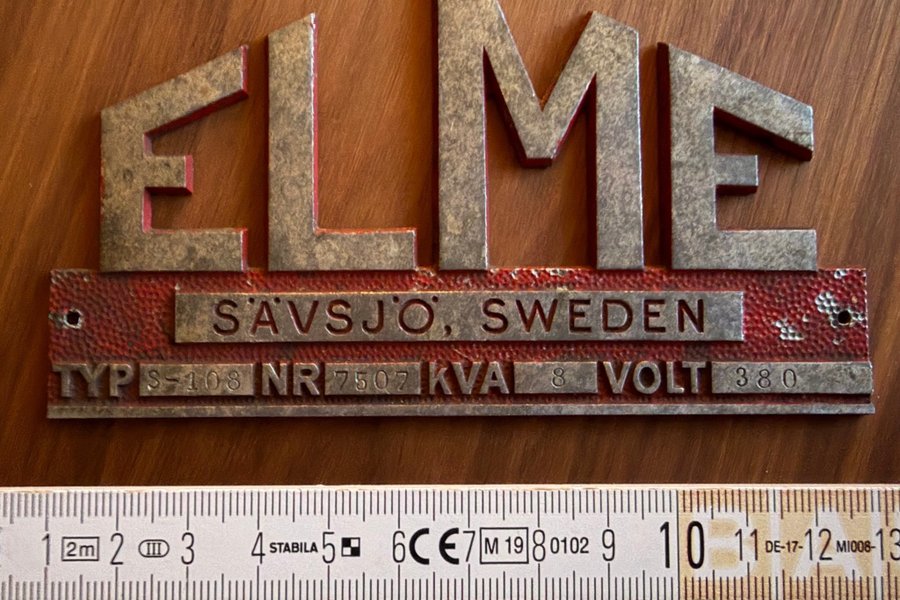 ELME
SÄVSJÖ, SWEDEN
TYP S-108 NR 7507 KVA 8 VOLT 380
1 2m 2 III 3 4 STABILA 5 6 CE 7 M 19 8 0102 9 10 11 DE-17- 12 MI008- 13